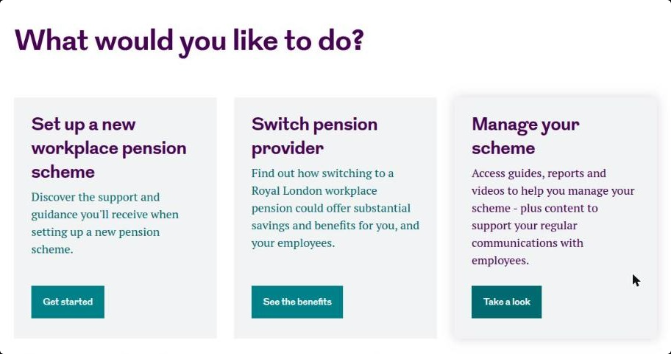 What would you like to do?
Set up a new
workplace pension
scheme
Discover the support and
guidance you'll receive when
setting up a new pension
scheme.
Get started
Switch pension
provider
Find out how switching to a
Royal London workplace
pension could offer substantial
savings and benefits for you, and
your employees.
See the benefits
Manage your
scheme
Access guides, reports and
videos to help you manage your
scheme - plus content to
support your regular
communications with
employees.
Take a look